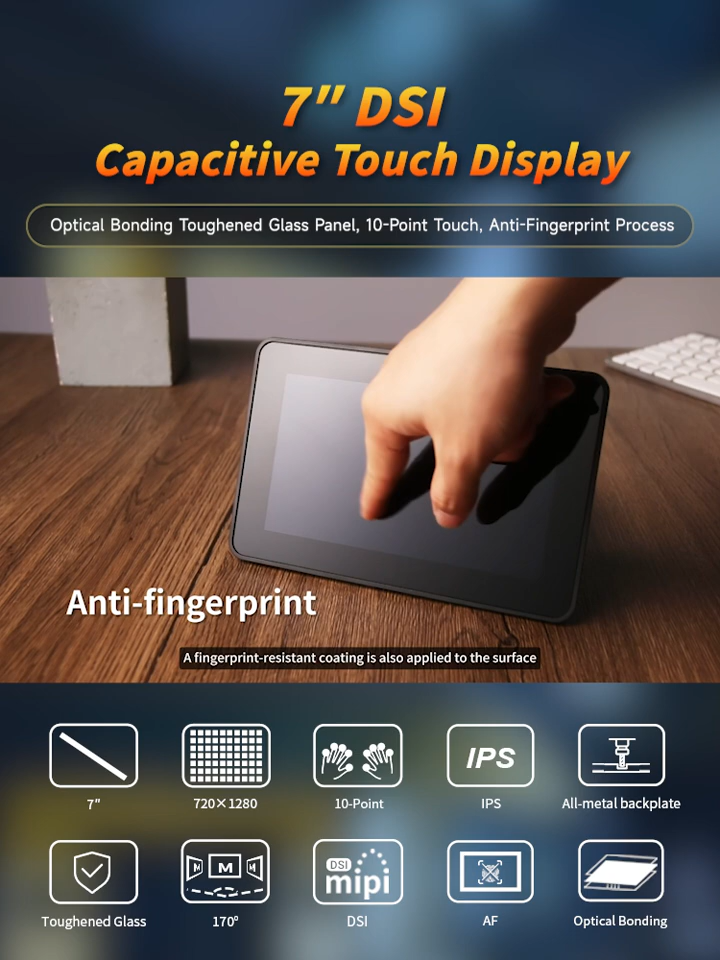 7" DSI
Capacitive Touch Display
Optical Bonding Toughened Glass Panel, 10-Point Touch, Anti-Fingerprint Process
Anti-fingerprint
A fingerprint-resistant coating is also applied to the surface
IPS
7"
720×1280
10-Point
IPS
All-metal backplate
M M M
DSI
mipi
Toughened Glass
170°
DSI
AF
Optical Bonding